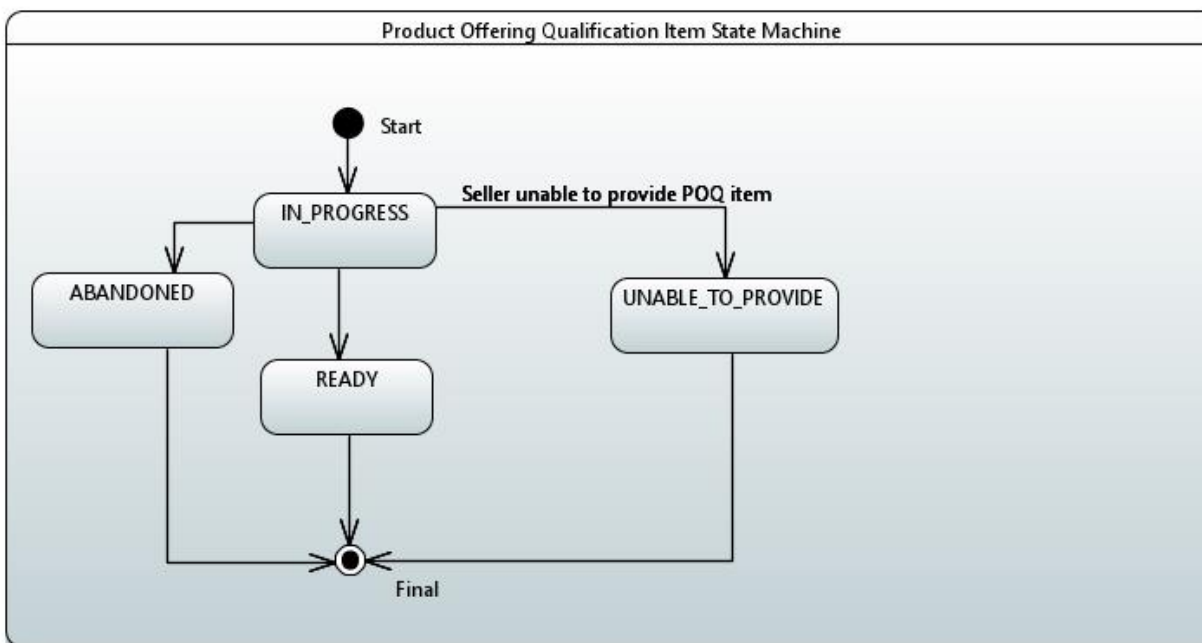 Product Offering Qualification Item State Machine
Start
Seller unable to provide POQ item
IN_PROGRESS
ABANDONED
UNABLE_TO_PROVIDE
READY
Final